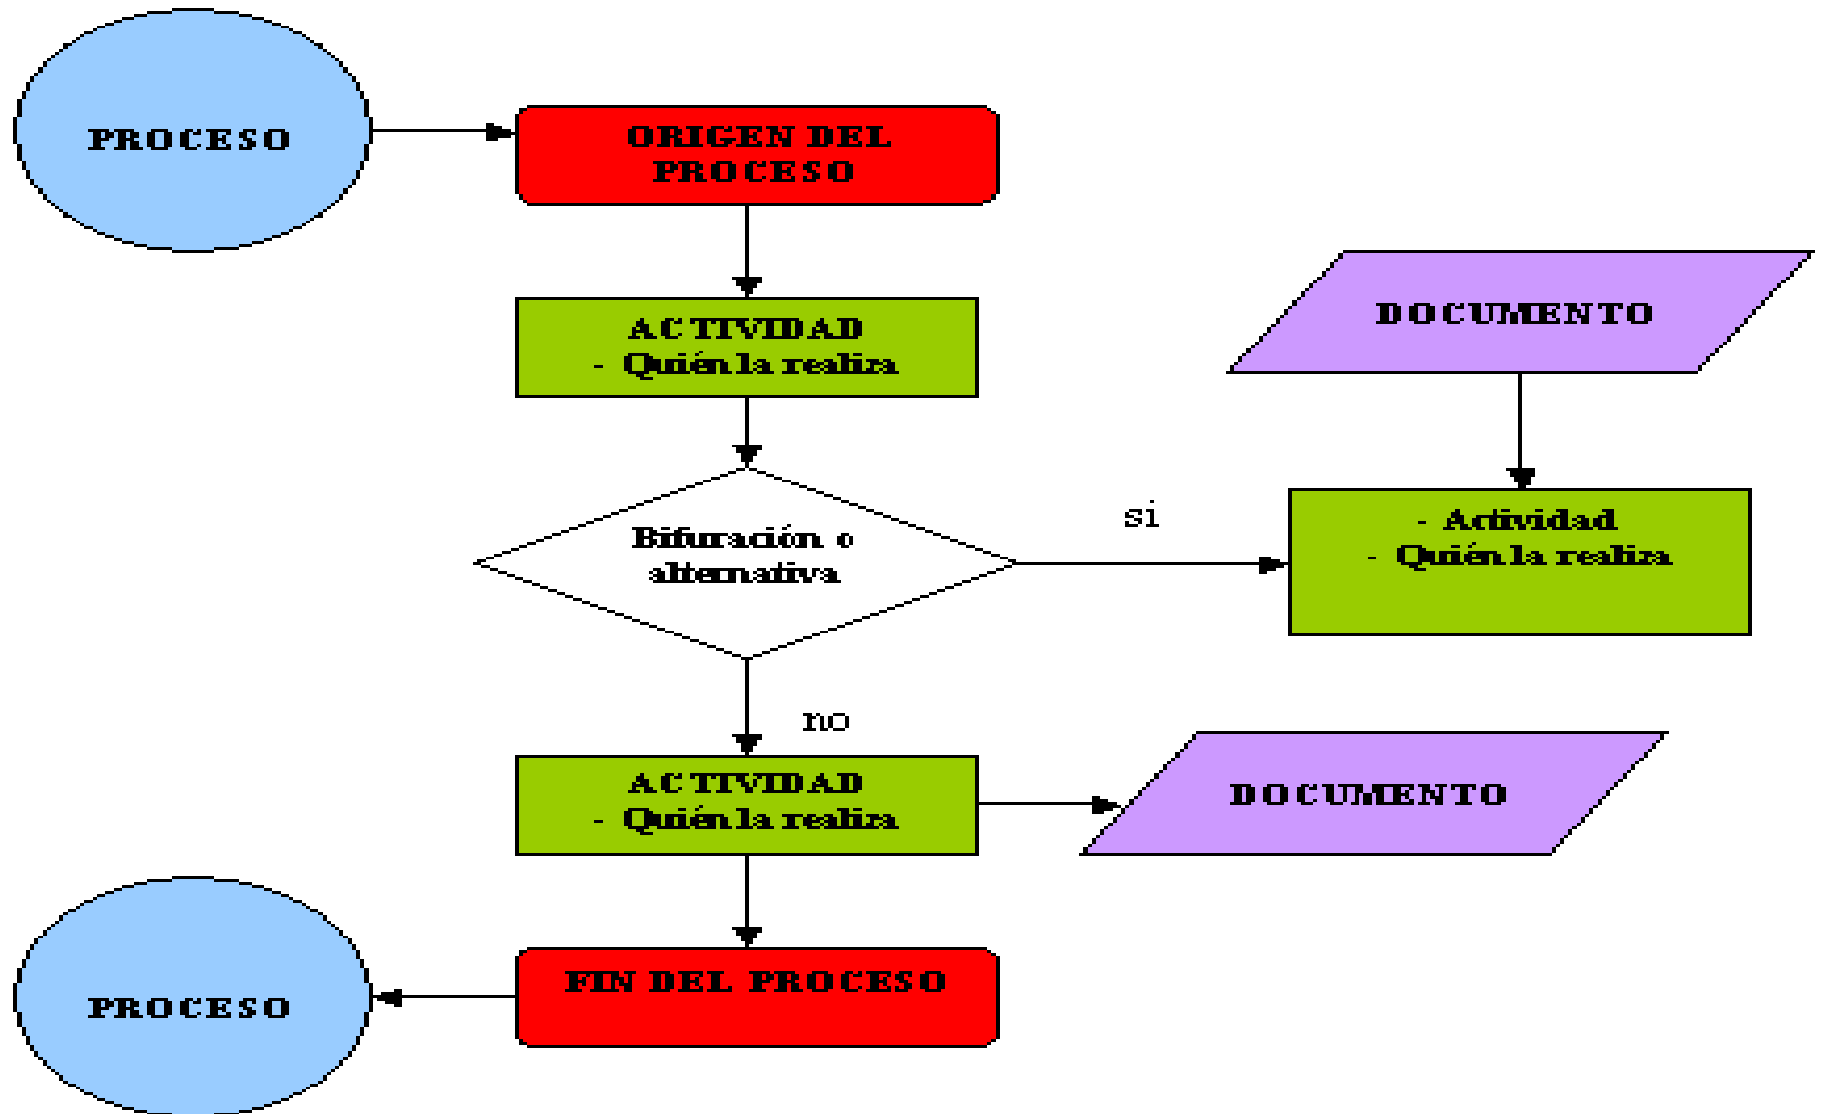 PROCESO
ORIGEN DEL
PROCESO
ACTIVIDAD
- Quién la realiza
DOCUMENTO
Bifuración o
alternativa
si
- Actividad
- Quién la realiza
no
ACTIVIDAD
- Quién la realiza
DOCUMENTO
FIN DEL PROCESO
PROCESO